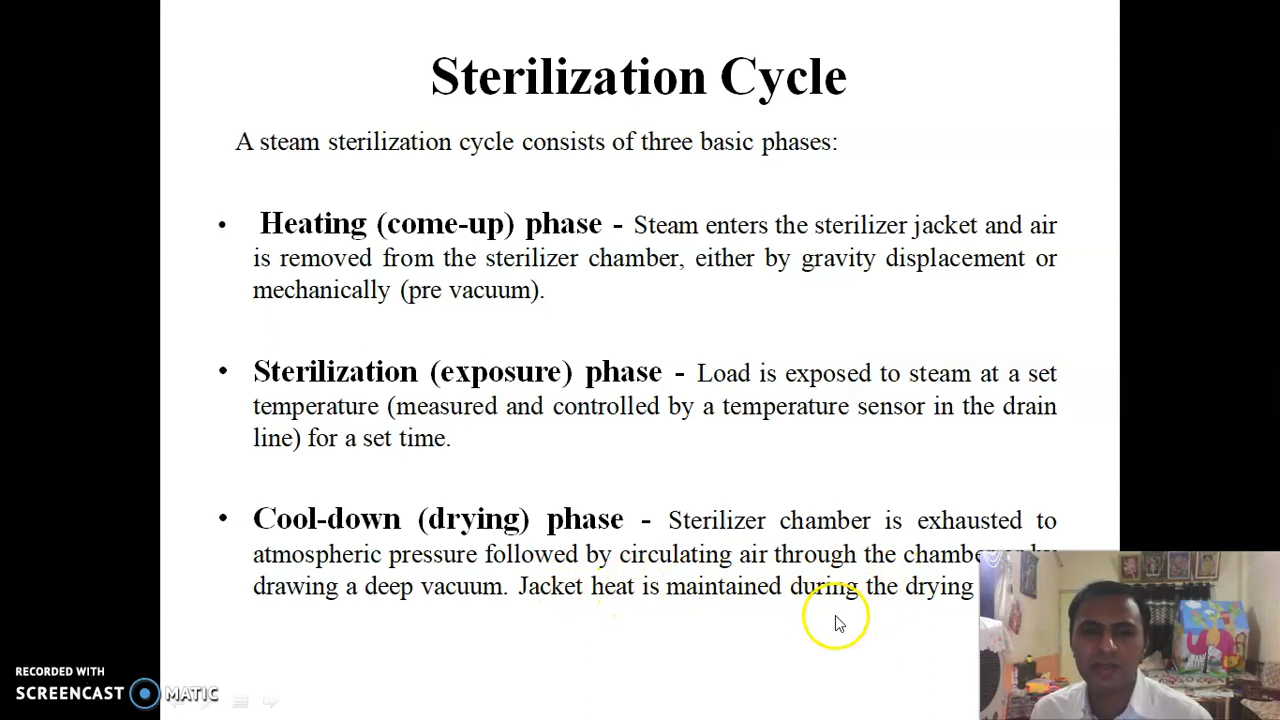 Sterilization Cycle
A steam sterilization cycle consists of three basic phases:
• Heating (come-up) phase - Steam enters the sterilizer jacket and air
is removed from the sterilizer chamber, either by gravity displacement or
mechanically (pre vacuum).
• Sterilization (exposure) phase - Load is exposed to steam at a set
temperature (measured and controlled by a temperature sensor in the drain
line) for a set time.
• Cool-down (drying) phase - Sterilizer chamber is exhausted to
atmospheric pressure followed by circulating air through the chamber or by
drawing a deep vacuum. Jacket heat is maintained during the drying
RECORDED WITH
SCREENCAST MATIC